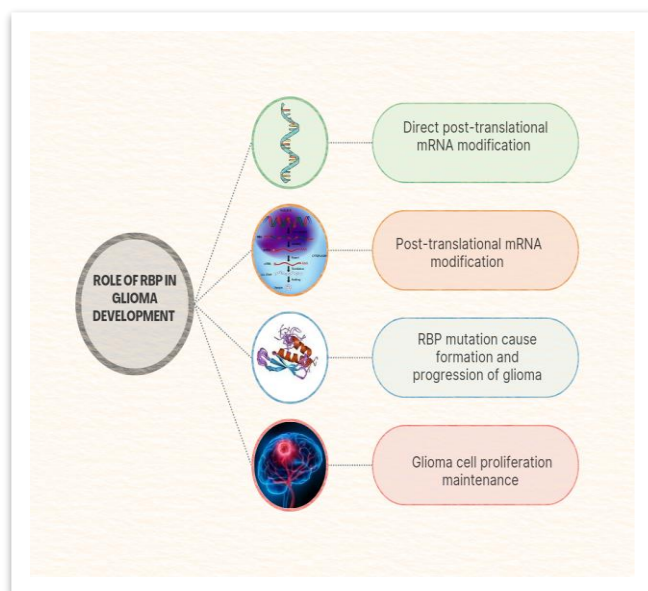 ROLE OF RBP IN
GLIOMA
DEVELOPMENT
Direct post-translational
mRNA modification
Post-translational mRNA
modification
RBP mutation cause
formation and
progression of glioma
Glioma cell proliferation
maintenance